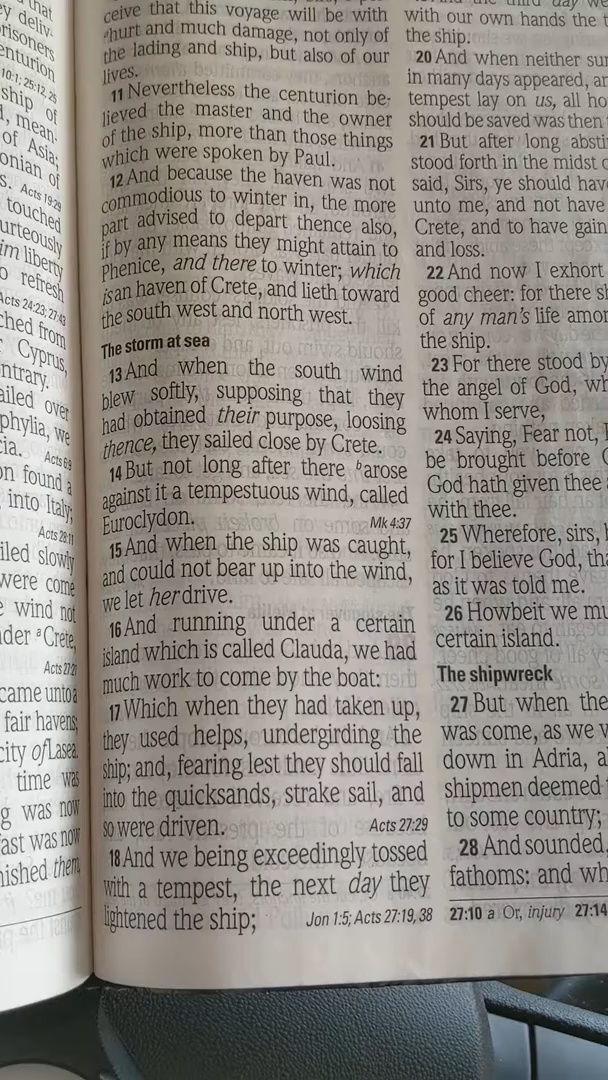 that
ey deliv-
prisoners
enturion
10:1; 25:12, 25
ship of
d, mean-
of Asia;
onian of
s. Acts 19:29
touched
urteously
im liberty
o refresh
Acts 24:23; 27:43
ched from
Cyprus,
ntrary.
ailed over
phylia, we
cia. Acts 6:9
on found a
into Italy;
Acts 28:11
iled slowly
were come
e wind not
der a Crete,
Acts 27:21
came unto a
fair havens;
city of Lasea.
time was
g was now
fast was now
nished them,
ceive that this voyage will be with
a hurt and much damage, not only of
the lading and ship, but also of our
lives.
11 Nevertheless the centurion be-
lieved the master and the owner
of the ship, more than those things
which were spoken by Paul.
12 And because the haven was not
commodious to winter in, the more
part advised to depart thence also,
if by any means they might attain to
Phenice, and there to winter; which
is an haven of Crete, and lieth toward
the south west and north west.
The storm at sea
13 And when the south wind
blew softly, supposing that they
had obtained their purpose, loosing
thence, they sailed close by Crete.
14 But not long after there b arose
against it a tempestuous wind, called
Euroclydon. Mk 4:37
15 And when the ship was caught,
and could not bear up into the wind,
we let her drive.
16 And running under a certain
island which is called Clauda, we had
much work to come by the boat:
17 Which when they had taken up,
they used helps, undergirding the
ship; and, fearing lest they should fall
into the quicksands, strake sail, and
so were driven. Acts 27:29
18 And we being exceedingly tossed
with a tempest, the next day they
lightened the ship; Jon 1:5; Acts 27:19, 38
with our own hands the t
the ship.
20 And when neither sun
in many days appeared, an
tempest lay on us, all ho
should be saved was then
21 But after long absti
stood forth in the midst o
said, Sirs, ye should hav
unto me, and not have
Crete, and to have gain
and loss.
22 And now I exhort
good cheer: for there sh
of any man's life amon
the ship.
23 For there stood by
the angel of God, wh
whom I serve,
24 Saying, Fear not, P
be brought before C
God hath given thee a
with thee.
25 Wherefore, sirs, b
for I believe God, tha
as it was told me.
26 Howbeit we mu
certain island.
The shipwreck
27 But when the
was come, as we w
down in Adria, a
shipmen deemed t
to some country;
28 And sounded,
fathoms: and wh
27:10 a Or, injury 27:14